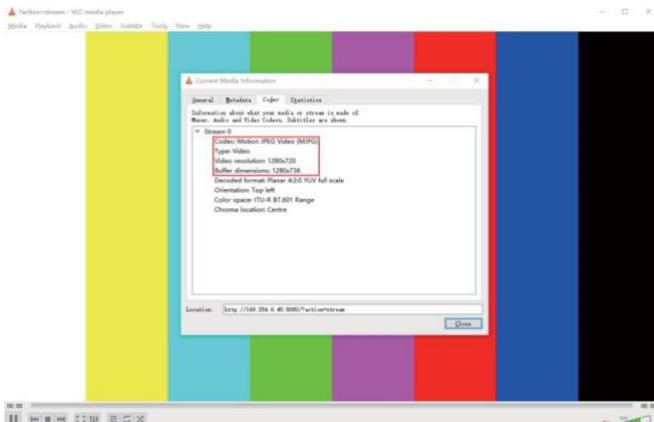 ?action=stream - VLC media player
Media Playback Audio Video Subtitle Tools View Help
Current Media Information
General Metadata Codec Statistics
Information about what your media or stream is made of.
Muxer, Audio and Video Codecs, Subtitles are shown.
Stream 0
Codec: Motion JPEG Video (MJPG)
Type: Video
Video resolution: 1280x720
Buffer dimensions: 1280x736
Decoded format: Planar 4:2:0 YUV full scale
Orientation: Top left
Color space: ITU-R BT.601 Range
Chroma location: Centre
Location:
Close
00:00